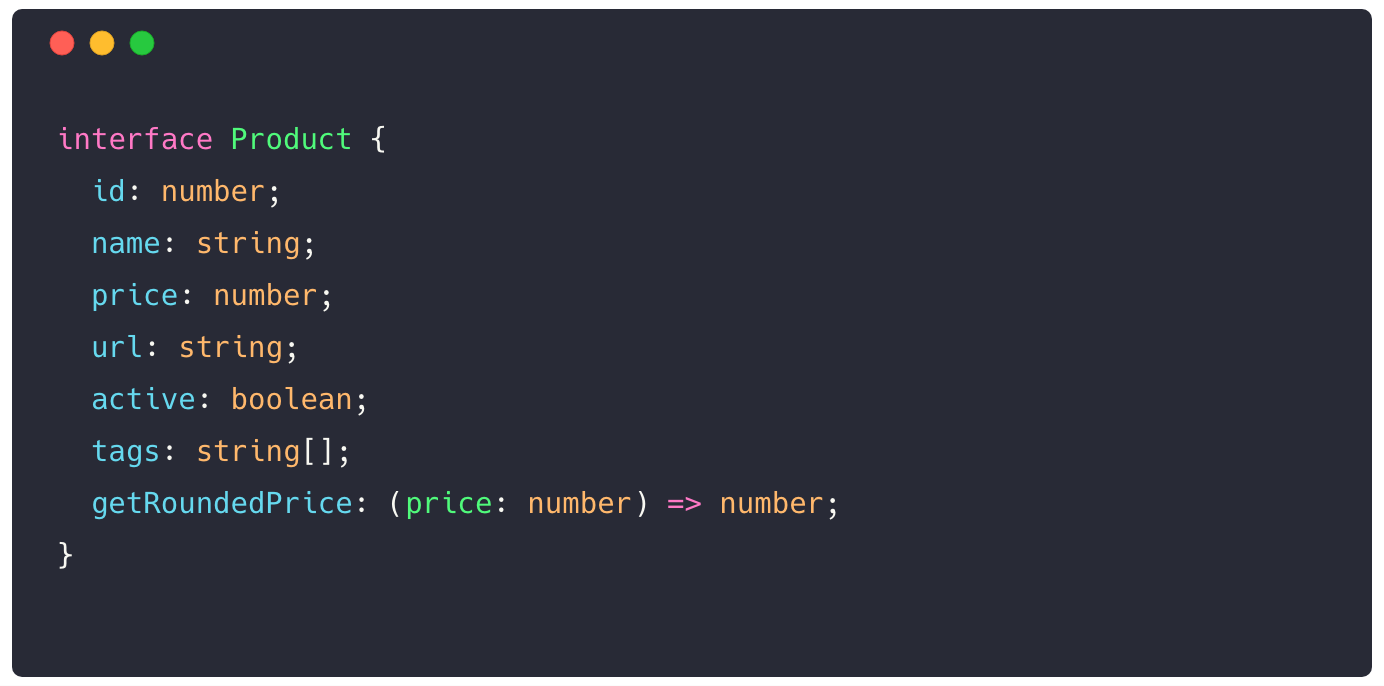 interface Product {
  id: number;
  name: string;
  price: number;
  url: string;
  active: boolean;
  tags: string[];
  getRoundedPrice: (price: number) => number;
}